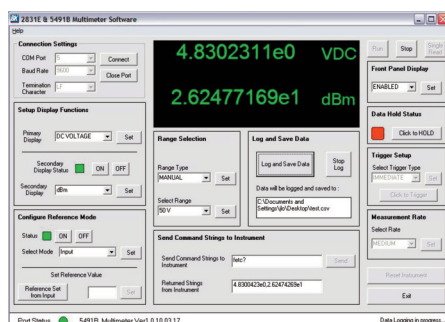 2831E & 5491B Multimeter Software
Help
Connection Settings
COM Port 5 Connect
Baud Rate 9600 Close Port
Termination Character LF
4.8302311e0 VDC
2.62477169e1 dBm
Run Stop Single Read
Front Panel Display
ENABLED Set
Setup Display Functions
Primary Display DC VOLTAGE Set
Secondary Display Status ON OFF
Secondary Display dBm Set
Range Selection
Range Type
MANUAL Set
Select Range
50 V Set
Log and Save Data
Log and Save Data Stop Log
Data will be logged and saved to :
C:\Documents and Settings\jlo\Desktop\test.csv
Data Hold Status
Click to HOLD
Trigger Setup
Select Trigger Type
IMMEDIATE Set
Click to Trigger
Configure Reference Mode
Status ON OFF
Select Mode Input Set
Set Reference Value
Reference Set from Input Set
Send Command Strings to Instrument
Send Command Strings to Instrument fetc? Send
Returned Strings from Instrument 4.8300423e0,2.62474269e1
Measurement Rate
Select Rate
MEDIUM Set
Reset Instrument
Exit
Port Status 5491B Multimeter Ver1.0.10.03.17 Data Logging in progress